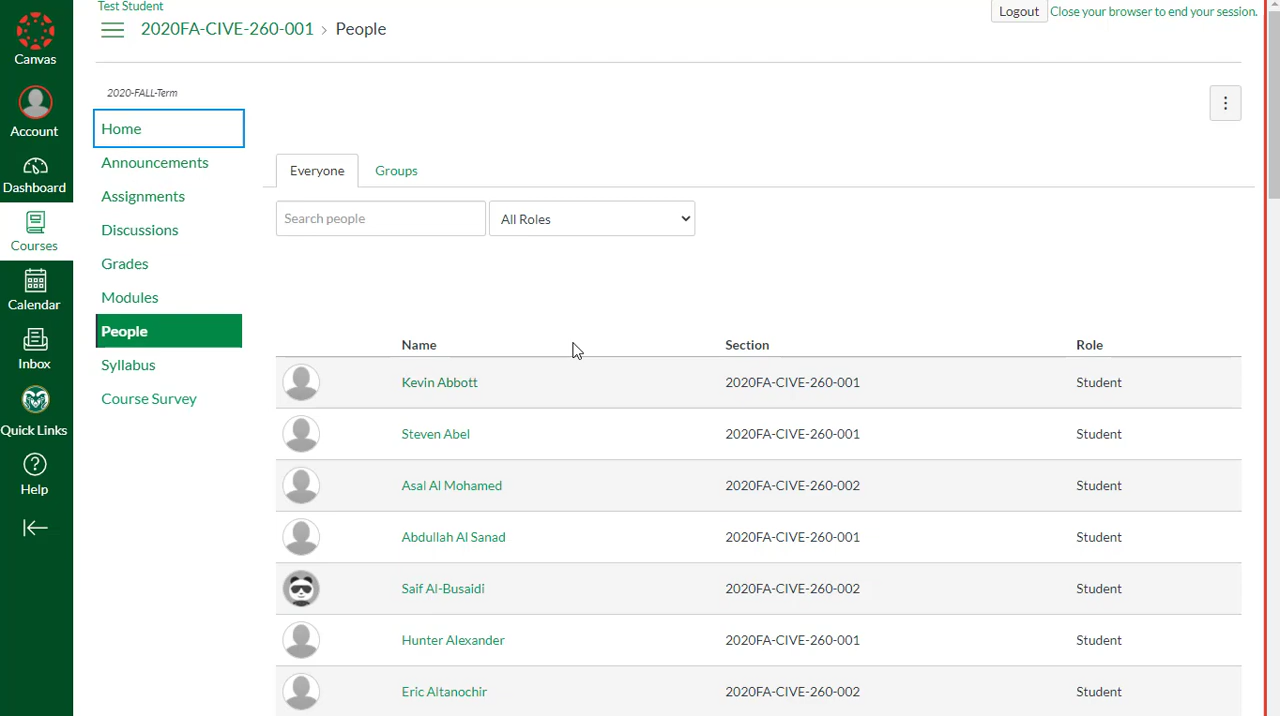 Test Student
Logout Close your browser to end your session.
2020FA-CIVE-260-001 › People
Canvas
Account
Dashboard
Courses
Calendar
Inbox
Quick Links
Help
2020-FALL-Term
Home
Announcements
Assignments
Discussions
Grades
Modules
People
Syllabus
Course Survey
Everyone Groups
Search people All Roles
Name Section Role
Kevin Abbott 2020FA-CIVE-260-001 Student
Steven Abel 2020FA-CIVE-260-001 Student
Asal Al Mohamed 2020FA-CIVE-260-002 Student
Abdullah Al Sanad 2020FA-CIVE-260-001 Student
Saif Al-Busaidi 2020FA-CIVE-260-002 Student
Hunter Alexander 2020FA-CIVE-260-001 Student
Eric Altanochir 2020FA-CIVE-260-002 Student